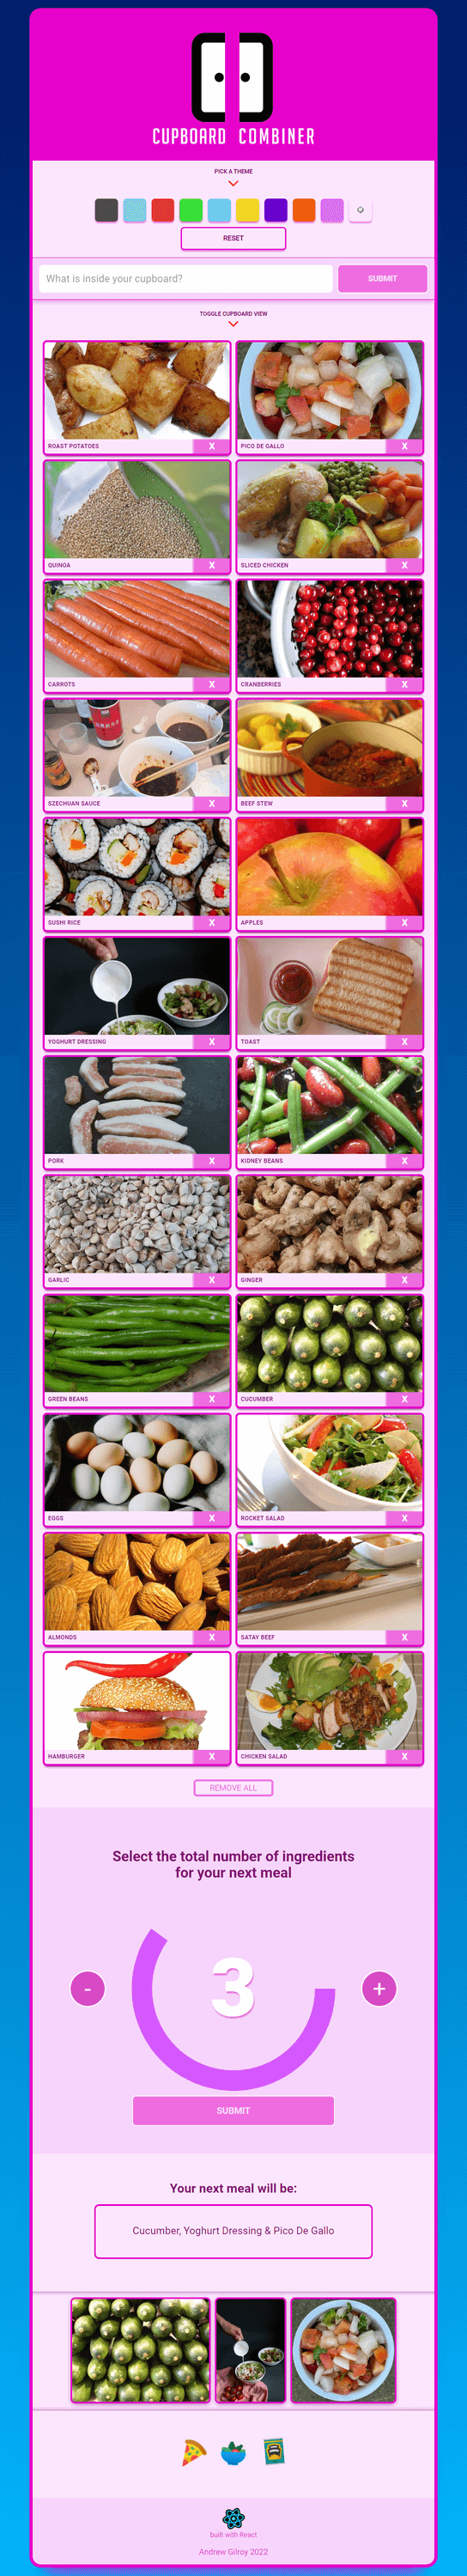 CUPBOARD COMBINER
PICK A THEME
RESET
What is inside your cupboard?
SUBMIT
TOGGLE CUPBOARD VIEW
ROAST POTATOES
X
PICO DE GALLO
X
QUINOA
X
SLICED CHICKEN
X
CARROTS
X
CRANBERRIES
X
SZECHUAN SAUCE
X
BEEF STEW
X
SUSHI RICE
X
APPLES
X
YOGHURT DRESSING
X
TOAST
X
PORK
X
KIDNEY BEANS
X
GARLIC
X
GINGER
X
GREEN BEANS
X
CUCUMBER
X
EGGS
X
ROCKET SALAD
X
ALMONDS
X
SATAY BEEF
X
HAMBURGER
X
CHICKEN SALAD
X
REMOVE ALL
Select the total number of ingredients
for your next meal
-
3
+
SUBMIT
Your next meal will be:
Cucumber, Yoghurt Dressing & Pico De Gallo
built with React
Andrew Gilroy 2022